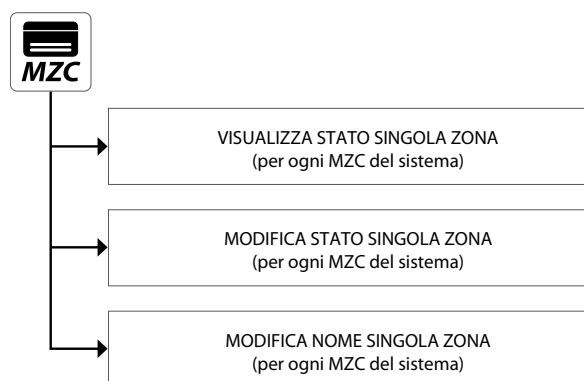 MZC
VISUALIZZA STATO SINGOLA ZONA
(per ogni MZC del sistema)
MODIFICA STATO SINGOLA ZONA
(per ogni MZC del sistema)
MODIFICA NOME SINGOLA ZONA
(per ogni MZC del sistema)